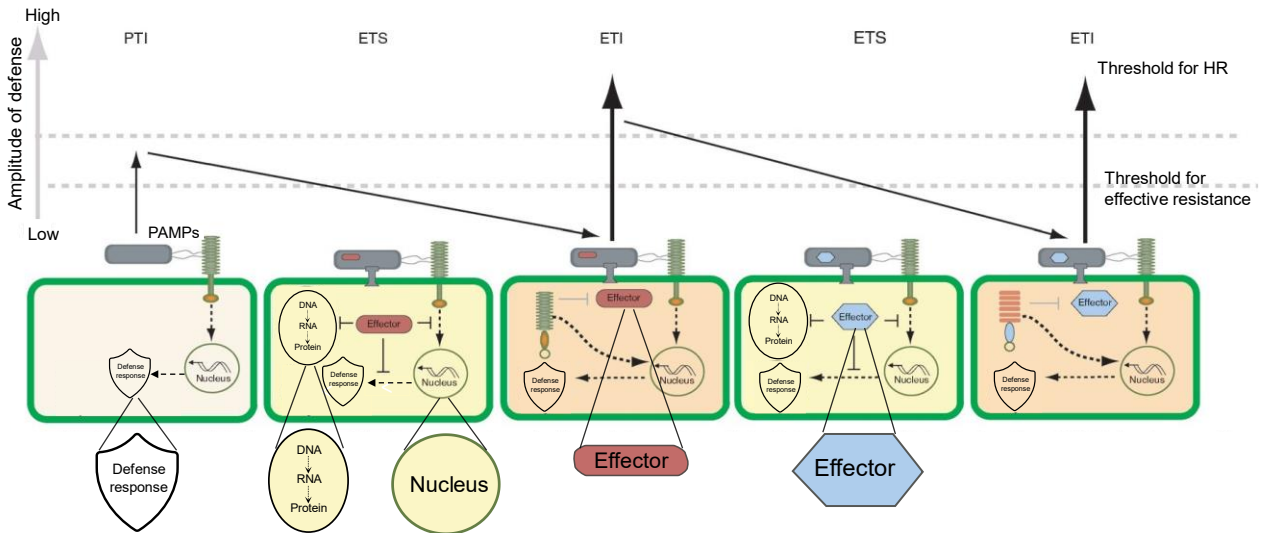 High
PTI
ETS
ETI
ETS
ETI
Amplitude of defense
Threshold for HR
Threshold for
effective resistance
Low
PAMPs
Defense
response
Nucleus
DNA
RNA
Protein
Effector
Defense
response
Nucleus
Effector
Defense
response
Nucleus
DNA
RNA
Protein
Effector
Defense
response
Nucleus
Effector
Defense
response
Nucleus
Defense
response
DNA
RNA
Protein
Nucleus
Effector
Effector